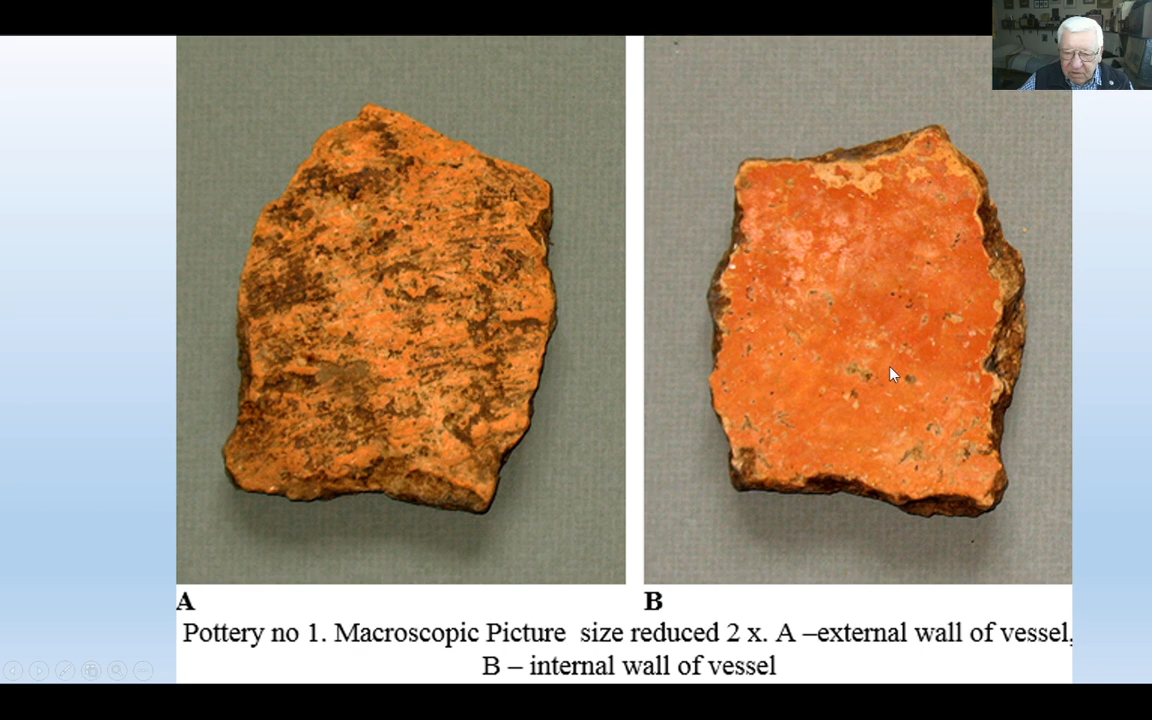 A
B
Pottery no 1. Macroscopic Picture  size reduced 2 x. A –external wall of vessel,
B – internal wall of vessel